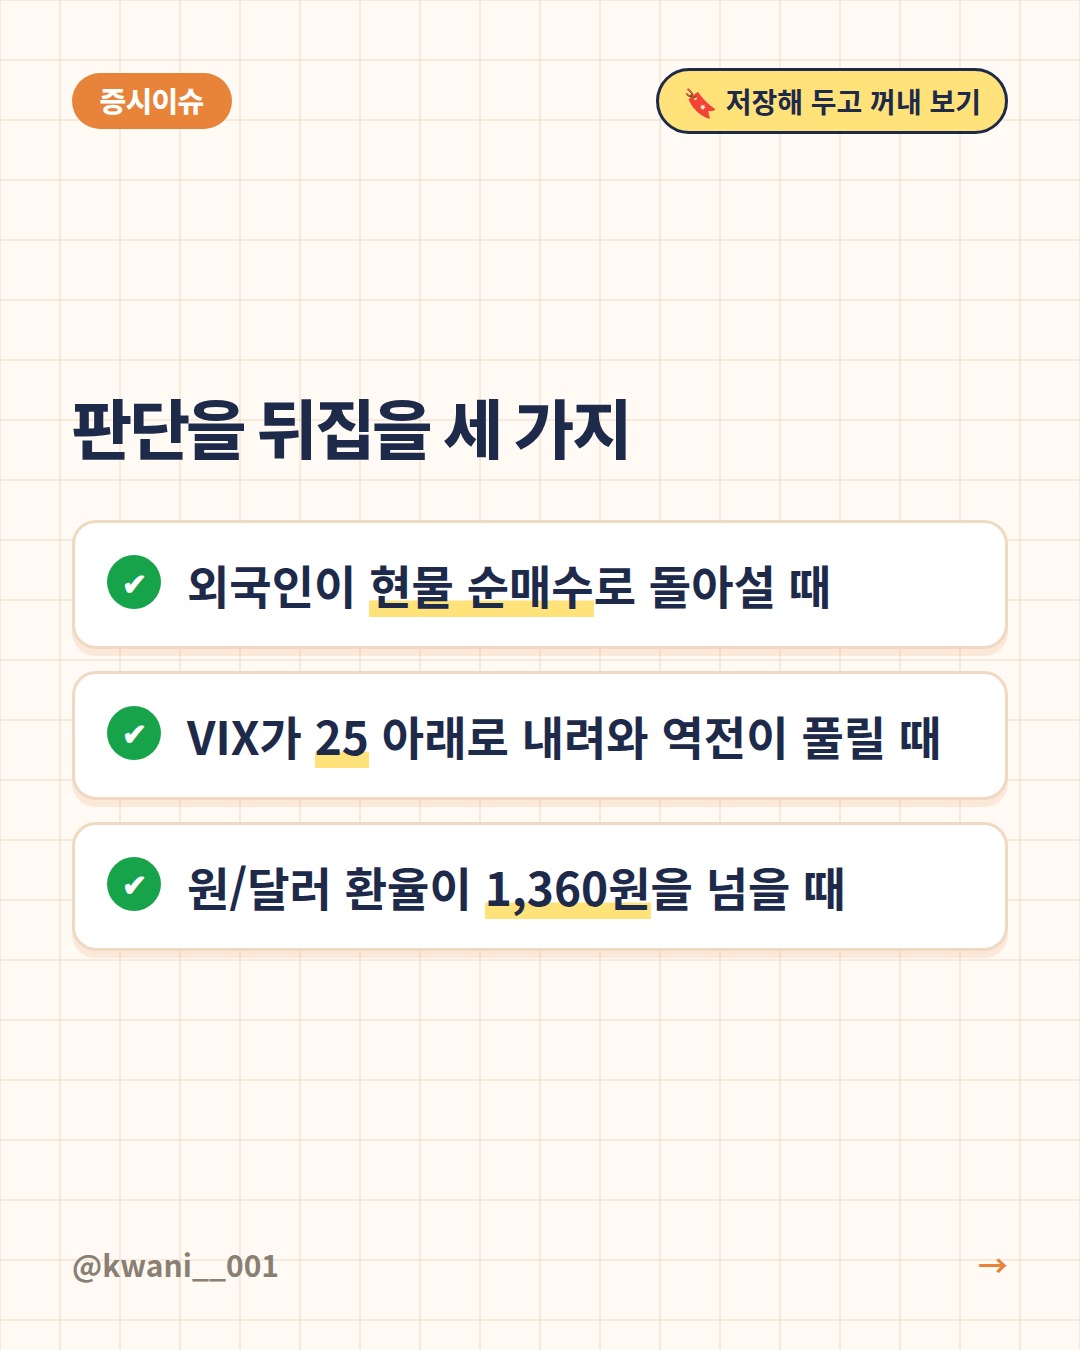 증시이슈
🔖 저장해 두고 꺼내 보기
판단을 뒤집을 세 가지
✔ 외국인이 현물 순매수로 돌아설 때
✔ VIX가 25 아래로 내려와 역전이 풀릴 때
✔ 원/달러 환율이 1,360원을 넘을 때
@kwani__001
→